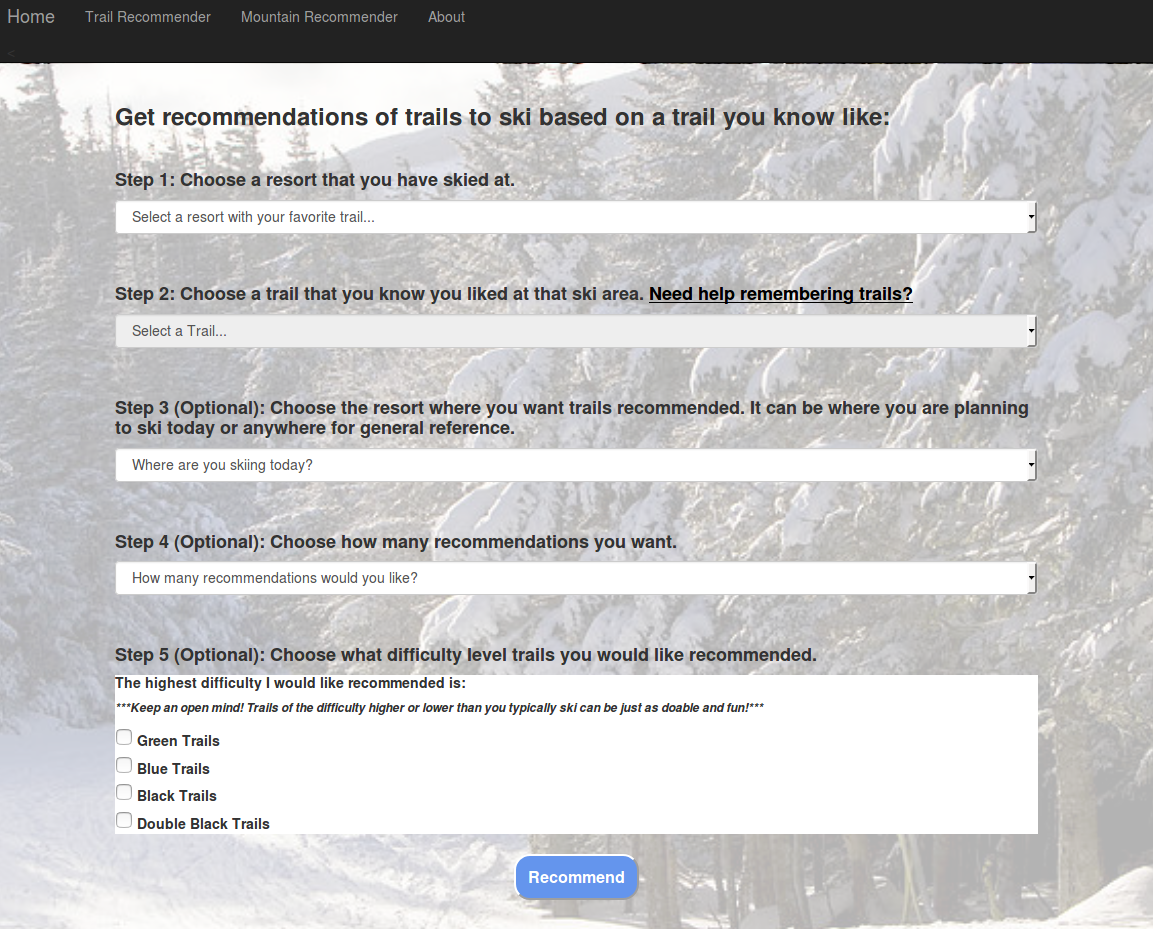 Home Trail Recommender Mountain Recommender About
<
Get recommendations of trails to ski based on a trail you know like:
Step 1: Choose a resort that you have skied at.
Select a resort with your favorite trail...
Step 2: Choose a trail that you know you liked at that ski area. Need help remembering trails?
Select a Trail...
Step 3 (Optional): Choose the resort where you want trails recommended. It can be where you are planning
to ski today or anywhere for general reference.
Where are you skiing today?
Step 4 (Optional): Choose how many recommendations you want.
How many recommendations would you like?
Step 5 (Optional): Choose what difficulty level trails you would like recommended.
The highest difficulty I would like recommended is:
***Keep an open mind! Trails of the difficulty higher or lower than you typically ski can be just as doable and fun!***
Green Trails
Blue Trails
Black Trails
Double Black Trails
Recommend